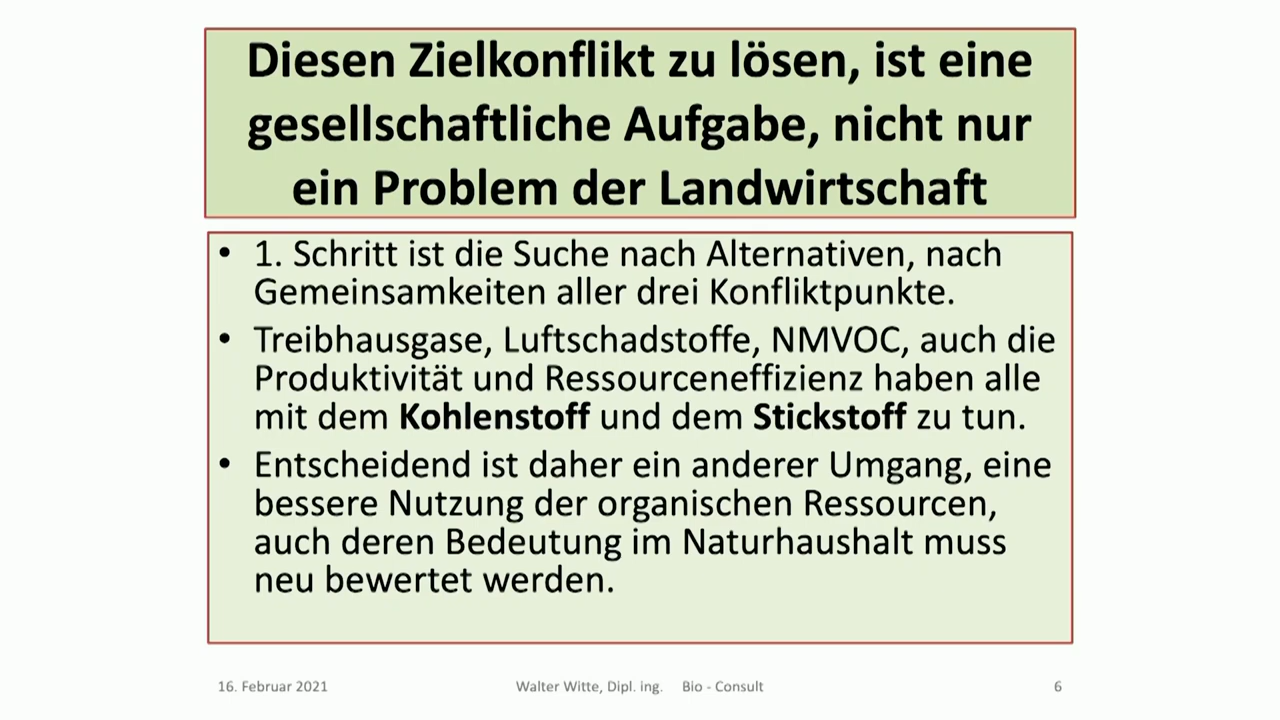 Diesen Zielkonflikt zu lösen, ist eine
gesellschaftliche Aufgabe, nicht nur
ein Problem der Landwirtschaft
• 1. Schritt ist die Suche nach Alternativen, nach
Gemeinsamkeiten aller drei Konfliktpunkte.
• Treibhausgase, Luftschadstoffe, NMVOC, auch die
Produktivität und Ressourceneffizienz haben alle
mit dem Kohlenstoff und dem Stickstoff zu tun.
• Entscheidend ist daher ein anderer Umgang, eine
bessere Nutzung der organischen Ressourcen,
auch deren Bedeutung im Naturhaushalt muss
neu bewertet werden.
16. Februar 2021 Walter Witte, Dipl. ing. Bio - Consult 6